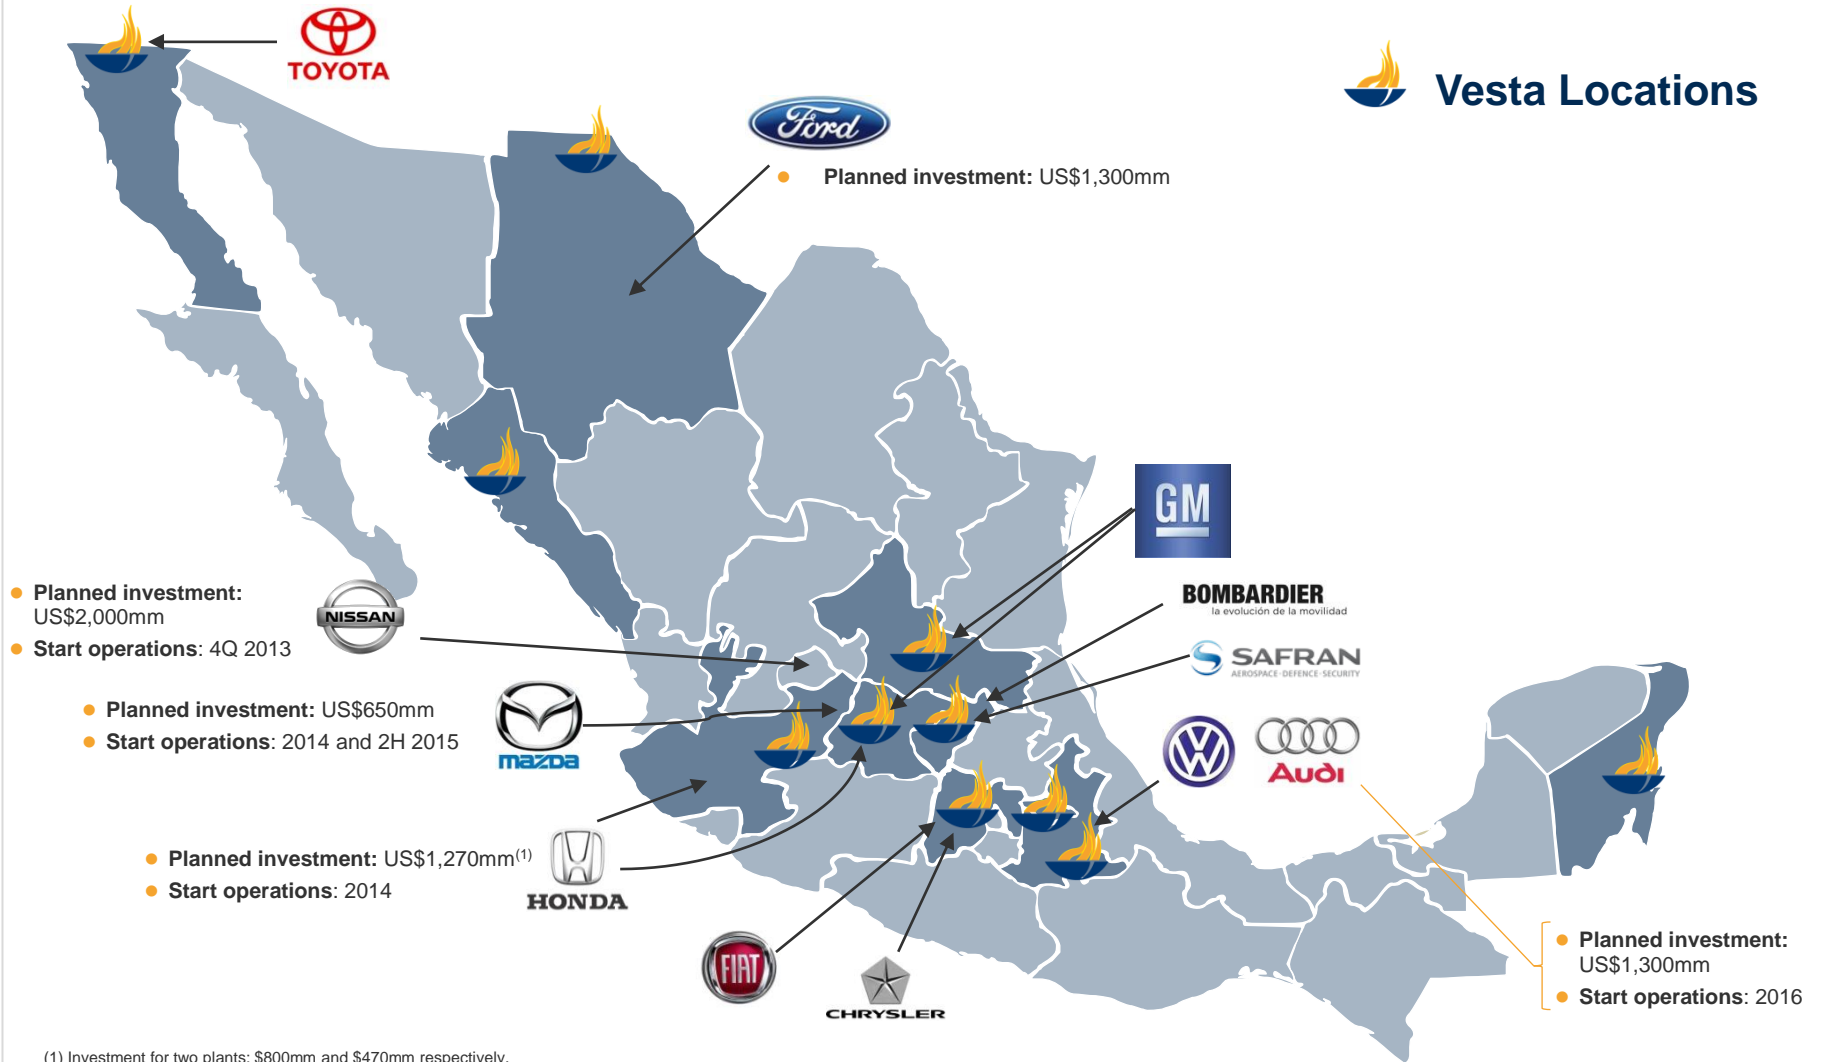 TOYOTA
Vesta Locations
Ford
Planned investment: US$1,300mm
GM
Planned investment:
US$2,000mm
Start operations: 4Q 2013
NISSAN
BOMBARDIER
la evolución de la movilidad
SAFRAN
AEROSPACE·DEFENCE·SECURITY
Planned investment: US$650mm
Start operations: 2014 and 2H 2015
mazda
VW
Audi
Planned investment: US$1,270mm(1)
Start operations: 2014
HONDA
FIAT
CHRYSLER
Planned investment:
US$1,300mm
Start operations: 2016
(1) Investment for two plants: $800mm and $470mm respectively.